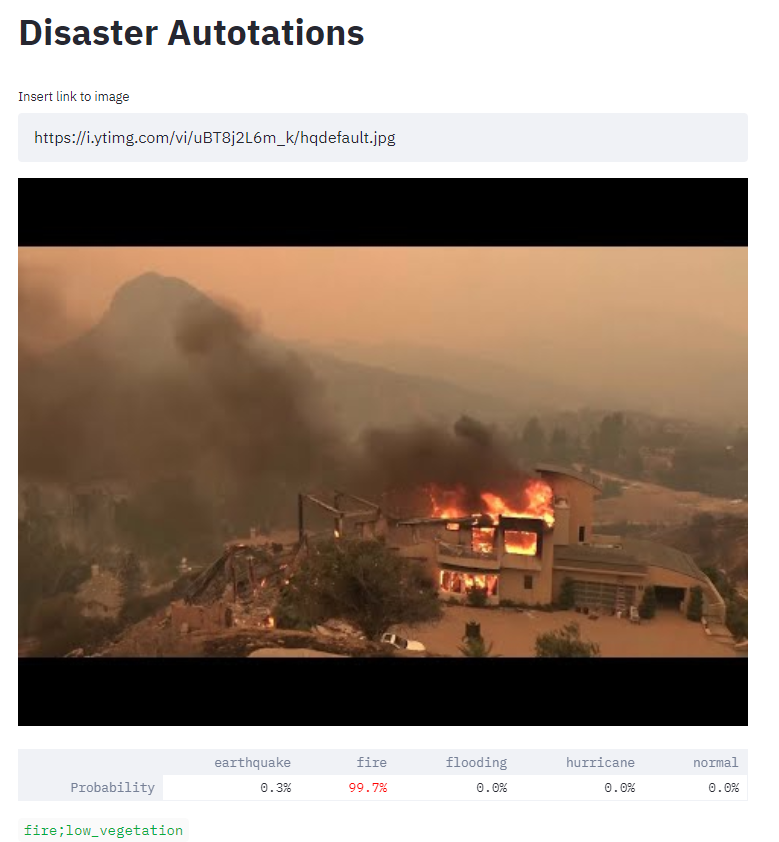 Disaster Autotations
Insert link to image
https://i.ytimg.com/vi/uBT8j2L6m_k/hqdefault.jpg
earthquake fire flooding hurricane normal
Probability 0.3% 99.7% 0.0% 0.0% 0.0%
fire;low_vegetation